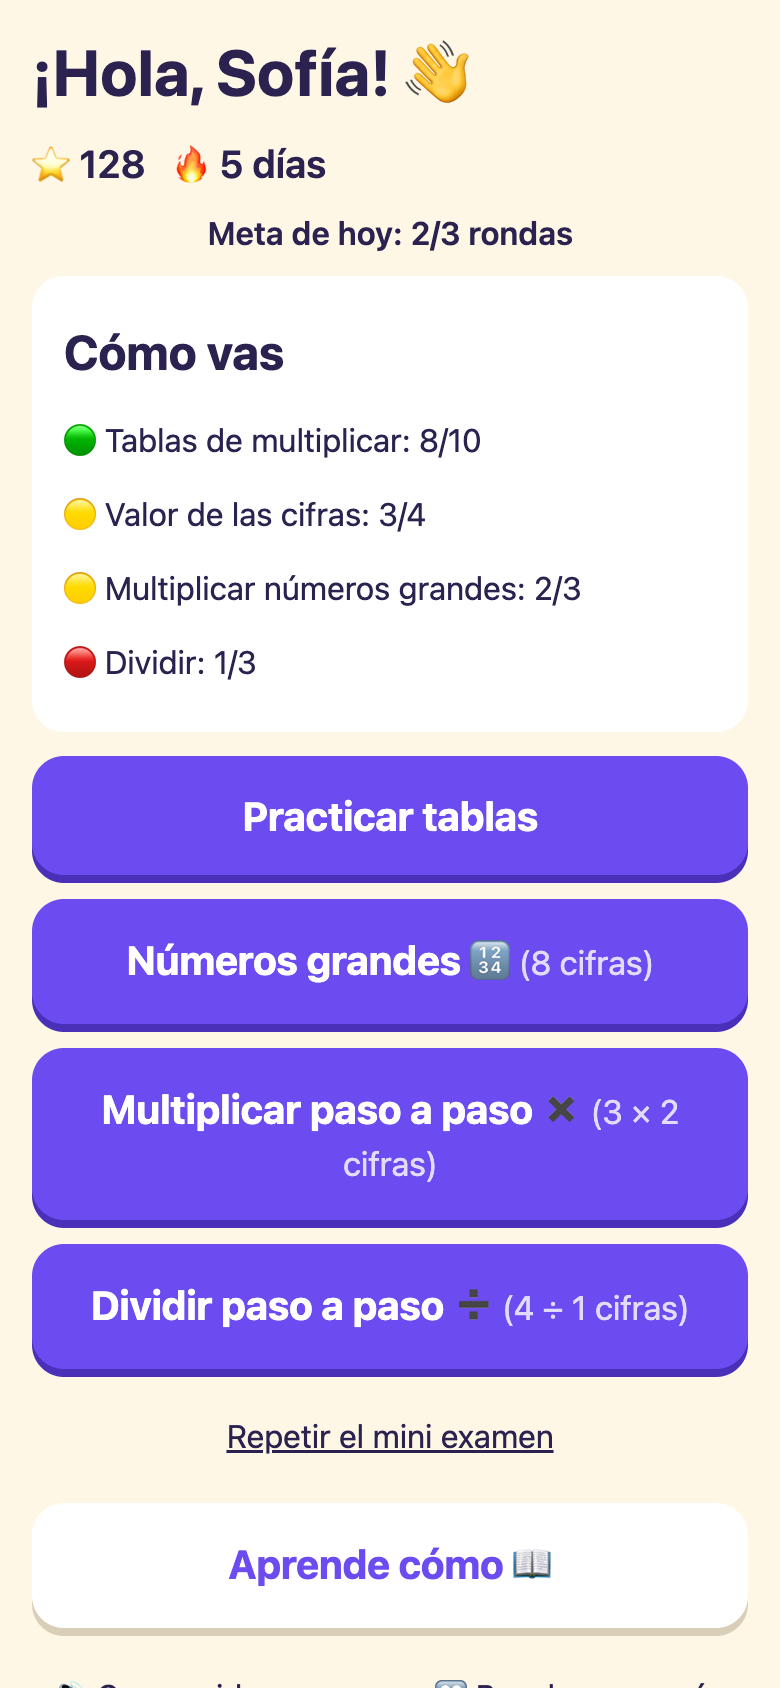 ¡Hola, Sofía! 👋
⭐ 128 🔥 5 días
Meta de hoy: 2/3 rondas
Cómo vas
🟢 Tablas de multiplicar: 8/10
🟡 Valor de las cifras: 3/4
🟡 Multiplicar números grandes: 2/3
🔴 Dividir: 1/3
Practicar tablas
Números grandes 🔢 (8 cifras)
Multiplicar paso a paso ✖️ (3 × 2
cifras)
Dividir paso a paso ➗ (4 ÷ 1 cifras)
Repetir el mini examen
Aprende cómo 📖